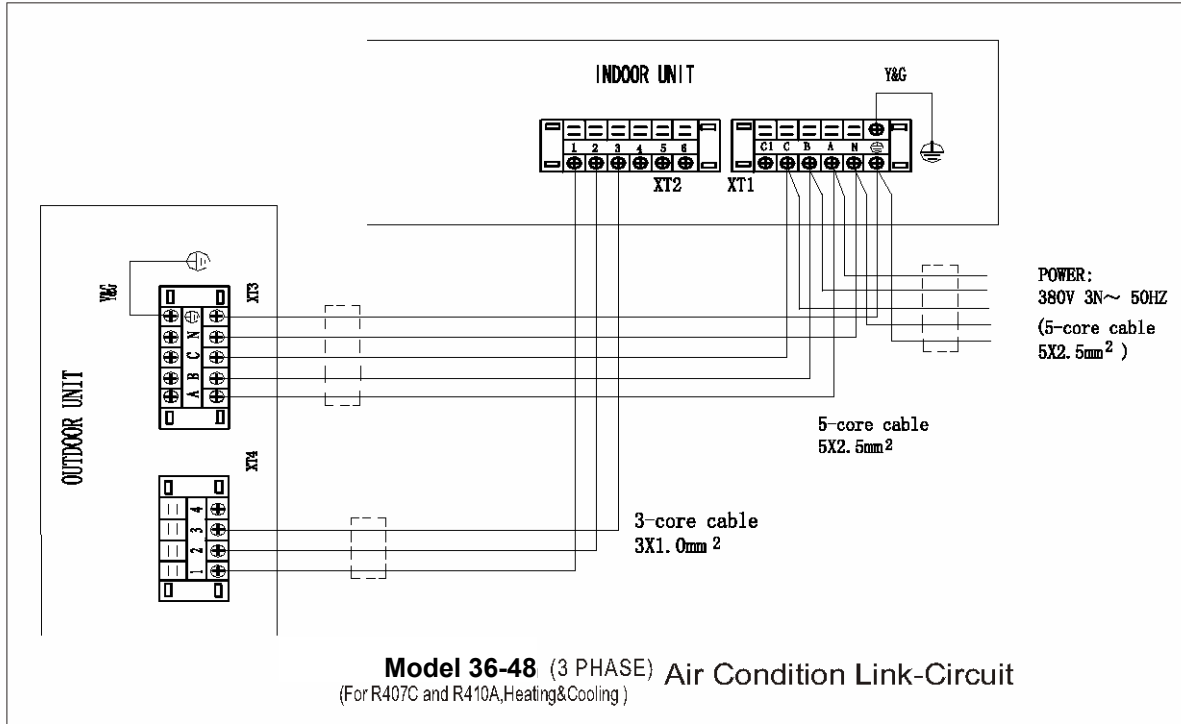 INDOOR UNIT
Y&G
1 2 3 4 5 6
C1 C B A N
XT2
XT1
OUTDOOR UNIT
Y&G
XT3
N
C
B
A
XT4
4
3
2
1
POWER:
380V 3N~ 50HZ
(5-core cable
5X2.5mm²)
5-core cable
5X2.5mm²
3-core cable
3X1.0mm²
Model 36-48 (3 PHASE) Air Condition Link-Circuit
(For R407C and R410A,Heating&Cooling)